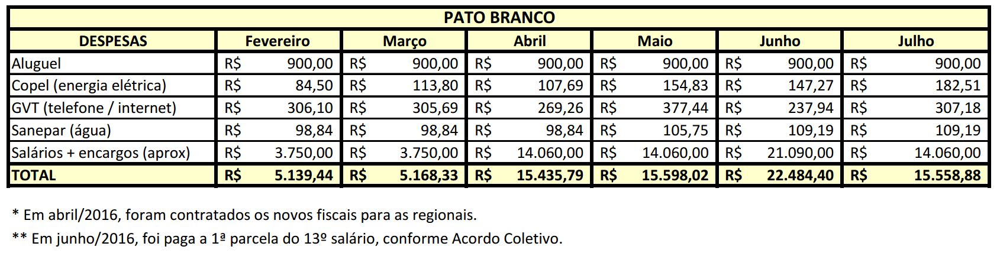 PATO BRANCO
DESPESAS Fevereiro Março Abril Maio Junho Julho
Aluguel R$ 900,00 R$ 900,00 R$ 900,00 R$ 900,00 R$ 900,00 R$ 900,00
Copel (energia elétrica) R$ 84,50 R$ 113,80 R$ 107,69 R$ 154,83 R$ 147,27 R$ 182,51
GVT (telefone / internet) R$ 306,10 R$ 305,69 R$ 269,26 R$ 377,44 R$ 237,94 R$ 307,18
Sanepar (água) R$ 98,84 R$ 98,84 R$ 98,84 R$ 105,75 R$ 109,19 R$ 109,19
Salários + encargos (aprox) R$ 3.750,00 R$ 3.750,00 R$ 14.060,00 R$ 14.060,00 R$ 21.090,00 R$ 14.060,00
TOTAL R$ 5.139,44 R$ 5.168,33 R$ 15.435,79 R$ 15.598,02 R$ 22.484,40 R$ 15.558,88
* Em abril/2016, foram contratados os novos fiscais para as regionais.
** Em junho/2016, foi paga a 1ª parcela do 13º salário, conforme Acordo Coletivo.